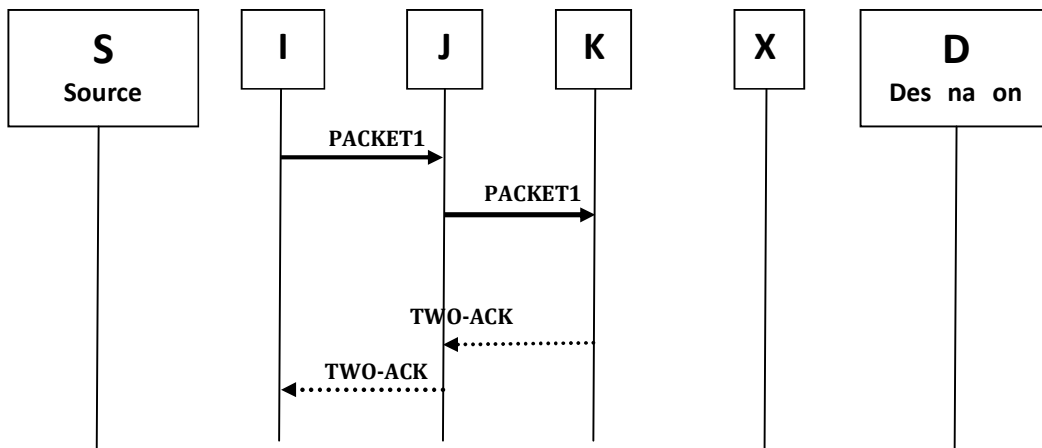 S I J K X D
Source Des na on
PACKET1
PACKET1
TWO-ACK
TWO-ACK